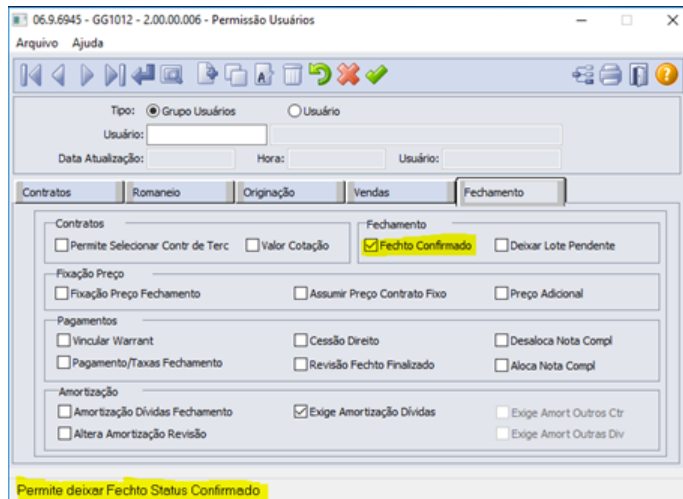 06.9.6945 - GG1012 - 2.00.00.006 - Permissão Usuários
Arquivo Ajuda
Tipo: Grupo Usuários Usuário
Usuário:
Data Atualização: Hora: Usuário:
Contratos Romaneio Originação Vendas Fechamento
Contratos Fechamento
Permite Selecionar Contr de Terc Valor Cotação Fechto Confirmado Deixar Lote Pendente
Fixação Preço
Fixação Preço Fechamento Assumir Preço Contrato Fixo Preço Adicional
Pagamentos
Vincular Warrant Cessão Direito Desaloca Nota Compl
Pagamento/Taxas Fechamento Revisão Fechto Finalizado Aloca Nota Compl
Amortização
Amortização Dívidas Fechamento Exige Amortização Dívidas Exige Amort Outros Ctr
Altera Amortização Revisão Exige Amort Outras Div
Permite deixar Fechto Status Confirmado